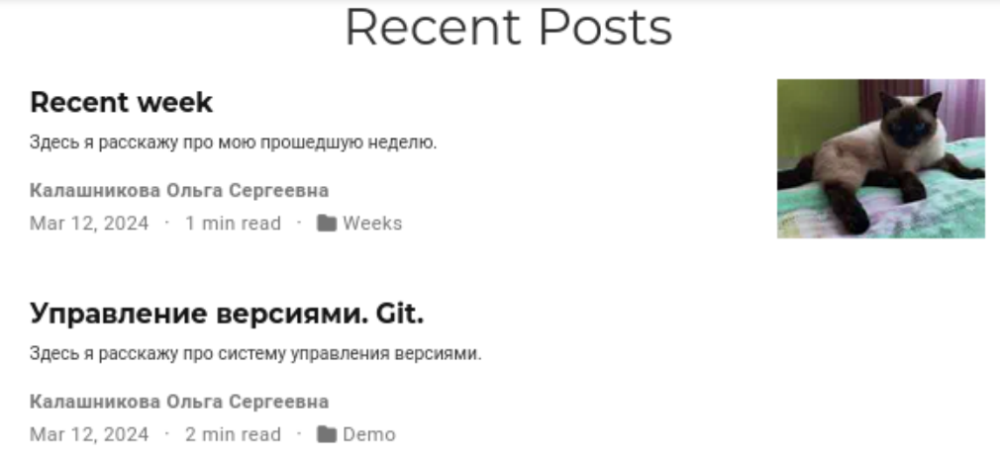 Recent Posts
Recent week
Здесь я расскажу про мою прошедшую неделю.
Калашникова Ольга Сергеевна
Mar 12, 2024 · 1 min read · Weeks
Управление версиями. Git.
Здесь я расскажу про систему управления версиями.
Калашникова Ольга Сергеевна
Mar 12, 2024 · 2 min read · Demo